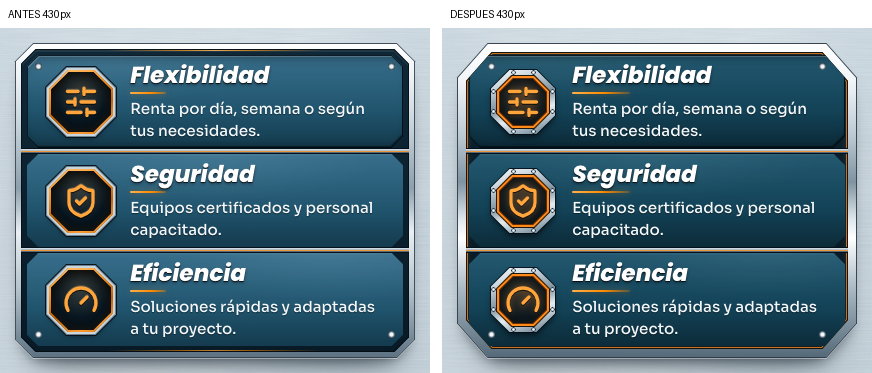 ANTES 430px
Flexibilidad
Renta por día, semana o según
tus necesidades.
Seguridad
Equipos certificados y personal
capacitado.
Eficiencia
Soluciones rápidas y adaptadas
a tu proyecto.
DESPUES 430px
Flexibilidad
Renta por día, semana o según
tus necesidades.
Seguridad
Equipos certificados y personal
capacitado.
Eficiencia
Soluciones rápidas y adaptadas
a tu proyecto.